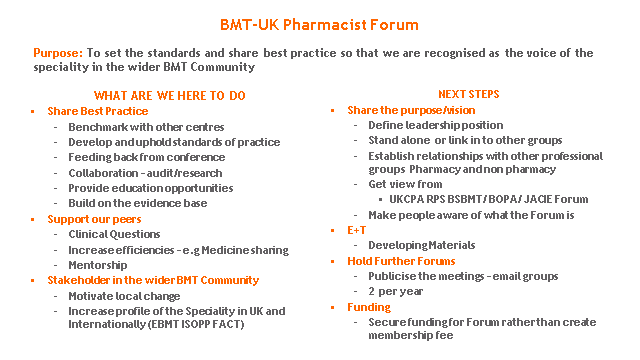 BMT-UK Pharmacist Forum
Purpose: To set the standards and share best practice so that we are recognised as the voice of the
speciality in the wider BMT Community
WHAT ARE WE HERE TO DO
• Share Best Practice
- Benchmark with other centres
- Develop and uphold standards of practice
- Feeding back from conference
- Collaboration – audit/research
- Provide education opportunities
- Build on the evidence base
• Support our peers
- Clinical Questions
- Increase efficiencies – e.g Medicine sharing
- Mentorship
• Stakeholder in the wider BMT Community
- Motivate local change
- Increase profile of the Speciality in UK and
Internationally (EBMT ISOPP FACT)
NEXT STEPS
• Share the purpose/vision
- Define leadership position
- Stand alone or link in to other groups
- Establish relationships with other professional
groups Pharmacy and non pharmacy
- Get view from
• UKCPA RPS BSBMT/ BOPA/ JACIE Forum
- Make people aware of what the Forum is
• E+T
- Developing Materials
• Hold Further Forums
- Publicise the meetings – email groups
- 2 per year
• Funding
- Secure funding for Forum rather than create
membership fee